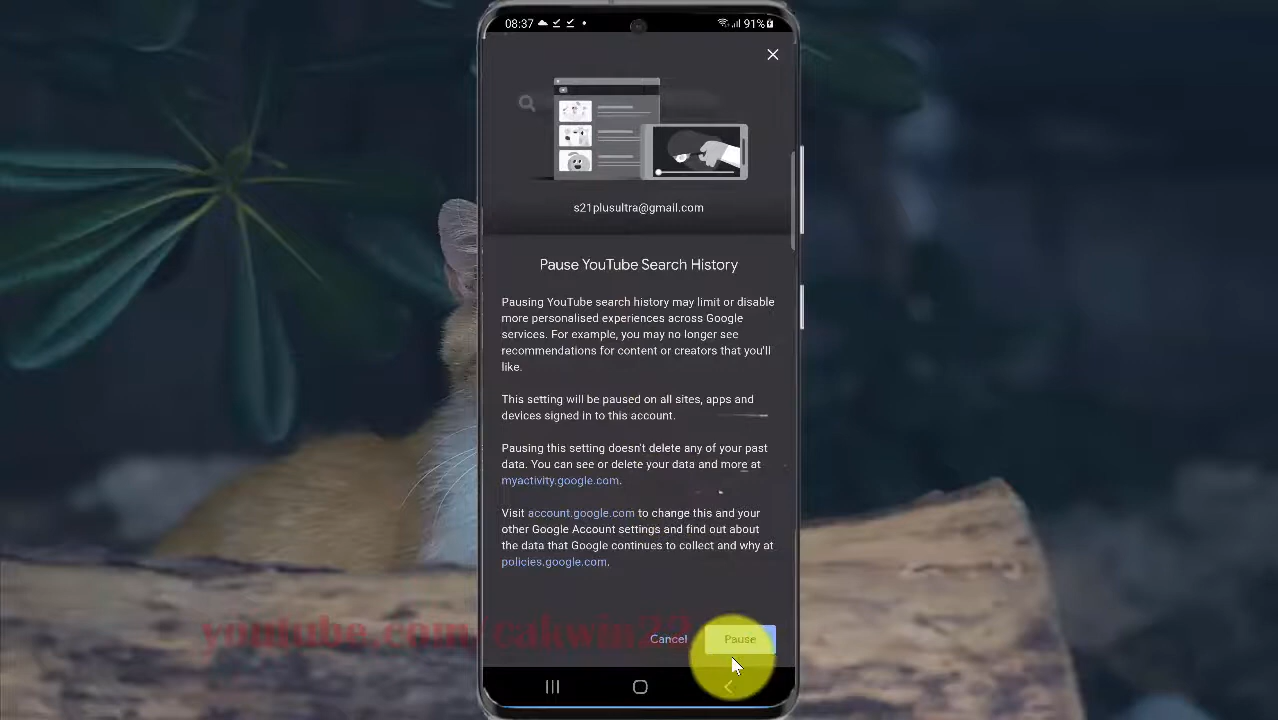 08:37
91%
s21plusultra@gmail.com
Pause YouTube Search History
Pausing YouTube search history may limit or disable
more personalised experiences across Google
services. For example, you may no longer see
recommendations for content or creators that you'll
like.
This setting will be paused on all sites, apps and
devices signed in to this account.
Pausing this setting doesn't delete any of your past
data. You can see or delete your data and more at
myactivity.google.com.
Visit account.google.com to change this and your
other Google Account settings and find out about
the data that Google continues to collect and why at
policies.google.com.
youtube.com/cakwin22
Cancel
Pause